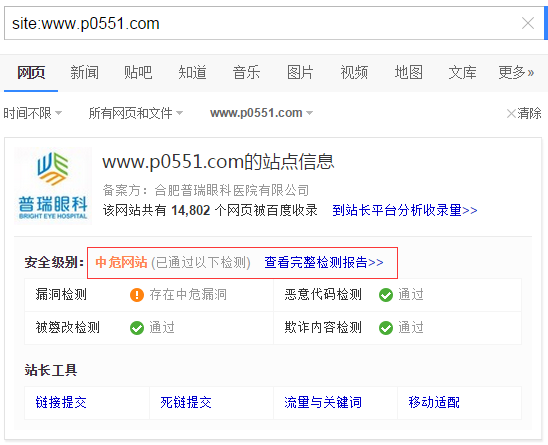 site:www.p0551.com
网页 新闻 贴吧 知道 音乐 图片 视频 地图 文库 更多»
时间不限 所有网页和文件 www.p0551.com 清除
www.p0551.com的站点信息
备案方：合肥普瑞眼科医院有限公司
普瑞眼科
BRIGHT EYE HOSPITAL
该网站共有 14,802 个网页被百度收录 到站长平台分析收录量>>
安全级别： 中危网站 (已通过以下检测) 查看完整检测报告>>
漏洞检测 存在中危漏洞 恶意代码检测 通过
被篡改检测 通过 欺诈内容检测 通过
站长工具
链接提交 死链提交 流量与关键词 移动适配